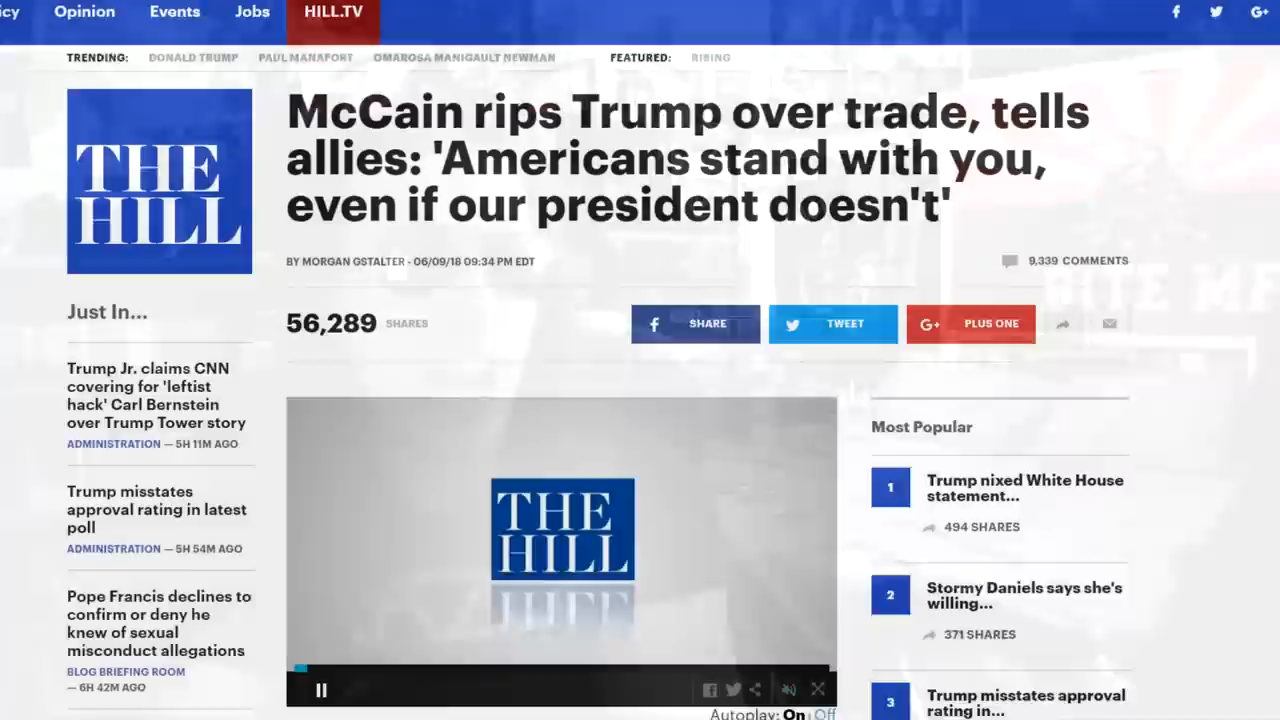 icy Opinion Events Jobs HILL.TV
TRENDING: DONALD TRUMP PAUL MANAFORT OMAROSA MANIGAULT NEWMAN FEATURED: RISING
THE
HILL
McCain rips Trump over trade, tells
allies: 'Americans stand with you,
even if our president doesn't'
BY MORGAN GSTALTER - 06/09/18 09:34 PM EDT
9,339 COMMENTS
56,289 SHARES
SHARE
TWEET
G+ PLUS ONE
Just In...
Trump Jr. claims CNN
covering for 'leftist
hack' Carl Bernstein
over Trump Tower story
ADMINISTRATION — 5H 11M AGO
Trump misstates
approval rating in latest
poll
ADMINISTRATION — 5H 54M AGO
Pope Francis declines to
confirm or deny he
knew of sexual
misconduct allegations
BLOG BRIEFING ROOM
— 6H 42M AGO
THE
HILL
Autoplay: On Off
Most Popular
1 Trump nixed White House
statement...
494 SHARES
2 Stormy Daniels says she's
willing...
371 SHARES
3 Trump misstates approval
rating in...